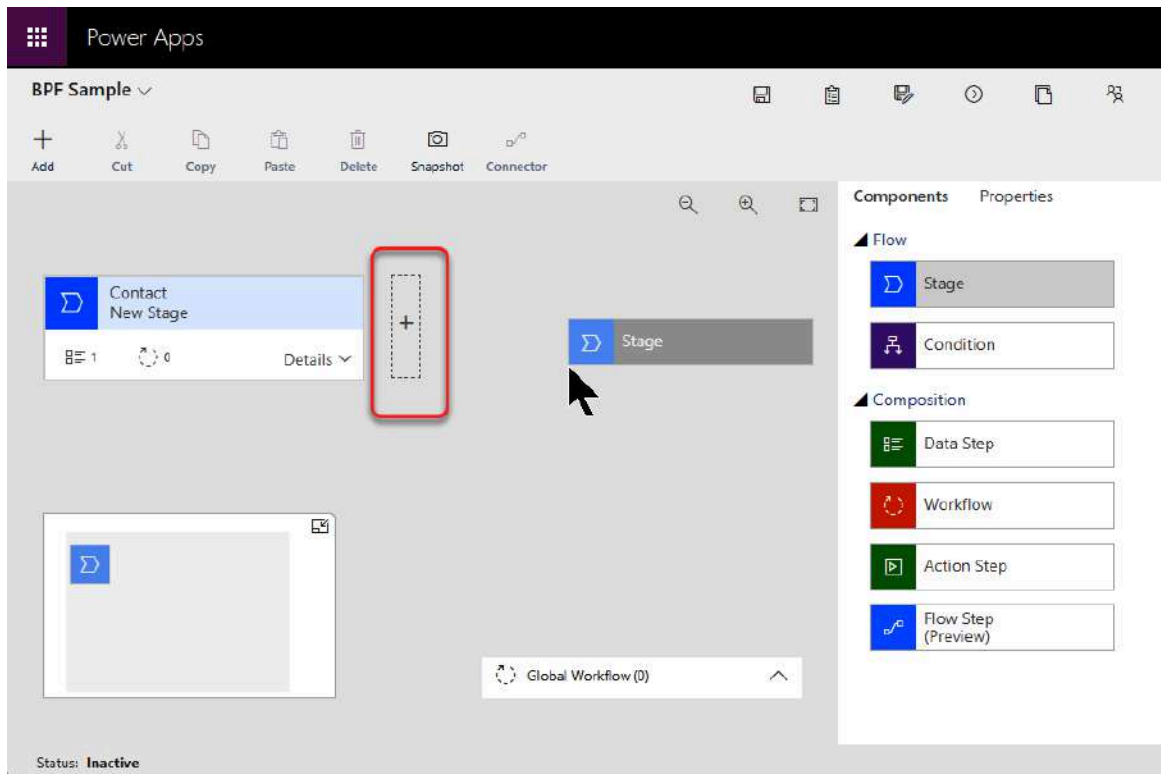 Power Apps
BPF Sample
Add Cut Copy Paste Delete Snapshot Connector
Components Properties
Flow
Contact
New Stage
1 0 Details
Stage
Stage
Condition
Composition
Data Step
Workflow
Action Step
Flow Step
(Preview)
Global Workflow (0)
Status: Inactive